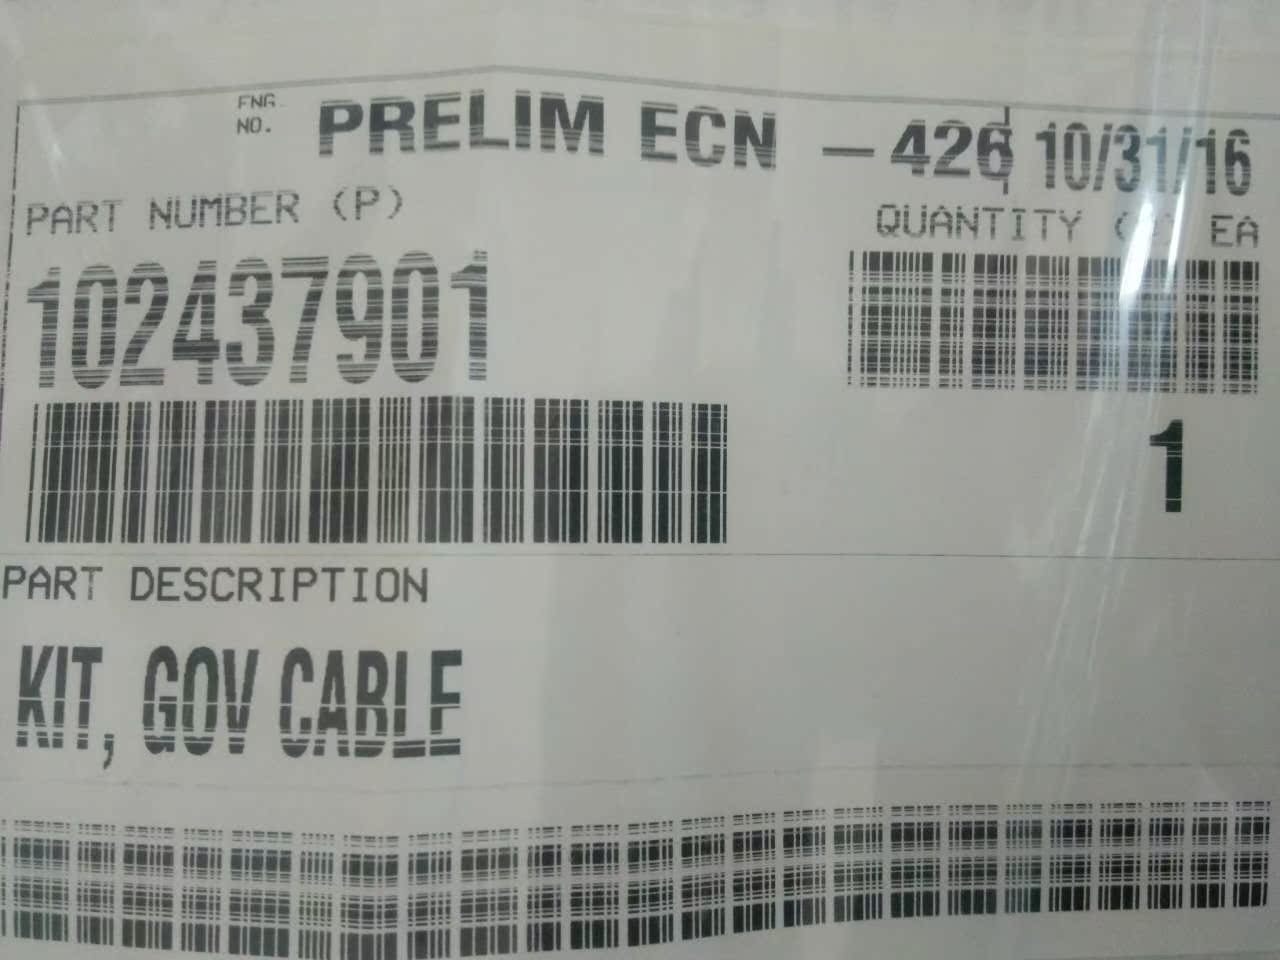 ENG.
NO. PRELIM ECN - 426 10/31/16
PART NUMBER (P)
QUANTITY EA
102437901
1
PART DESCRIPTION
KIT, GOV CABLE